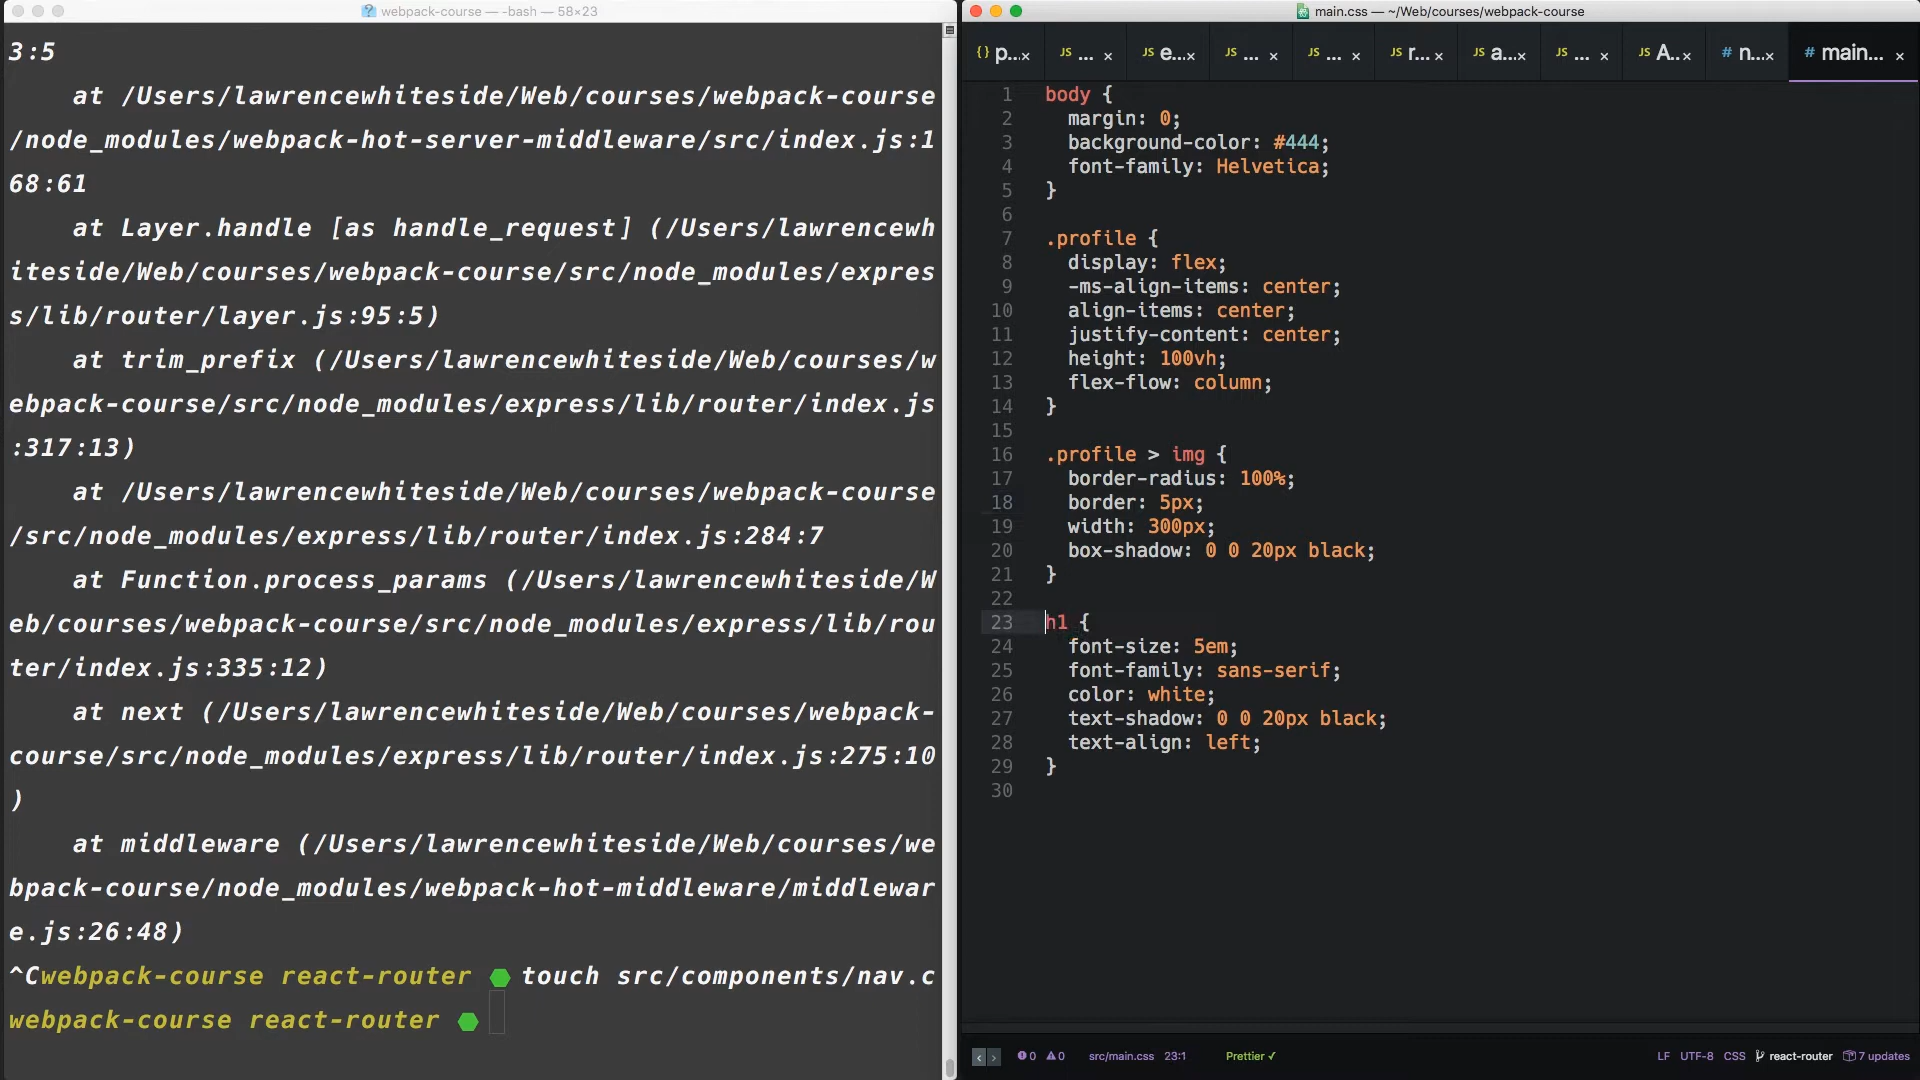 webpack-course — -bash — 58×23
3:5
at /Users/lawrencewhiteside/Web/courses/webpack-course
/node_modules/webpack-hot-server-middleware/src/index.js:1
68:61
at Layer.handle [as handle_request] (/Users/lawrencewh
iteside/Web/courses/webpack-course/src/node_modules/expres
s/lib/router/layer.js:95:5)
at trim_prefix (/Users/lawrencewhiteside/Web/courses/w
ebpack-course/src/node_modules/express/lib/router/index.js
:317:13)
at /Users/lawrencewhiteside/Web/courses/webpack-course
/src/node_modules/express/lib/router/index.js:284:7
at Function.process_params (/Users/lawrencewhiteside/W
eb/courses/webpack-course/src/node_modules/express/lib/rou
ter/index.js:335:12)
at next (/Users/lawrencewhiteside/Web/courses/webpack-
course/src/node_modules/express/lib/router/index.js:275:10
)
at middleware (/Users/lawrencewhiteside/Web/courses/we
bpack-course/node_modules/webpack-hot-middleware/middlewar
e.js:26:48)
^Cwebpack-course react-router touch src/components/nav.c
webpack-course react-router
main.css — ~/Web/courses/webpack-course
{} p... × JS ... × JS e... × JS ... × JS ... × JS r... × JS a... × JS ... × JS A... × # n... × # main... ×
1 body {
2 margin: 0;
3 background-color: #444;
4 font-family: Helvetica;
5 }
6
7 .profile {
8 display: flex;
9 -ms-align-items: center;
10 align-items: center;
11 justify-content: center;
12 height: 100vh;
13 flex-flow: column;
14 }
15
16 .profile > img {
17 border-radius: 100%;
18 border: 5px;
19 width: 300px;
20 box-shadow: 0 0 20px black;
21 }
22
23 h1 {
24 font-size: 5em;
25 font-family: sans-serif;
26 color: white;
27 text-shadow: 0 0 20px black;
28 text-align: left;
29 }
30
0 0 src/main.css 23:1 Prettier ✓ LF UTF-8 CSS react-router 7 updates